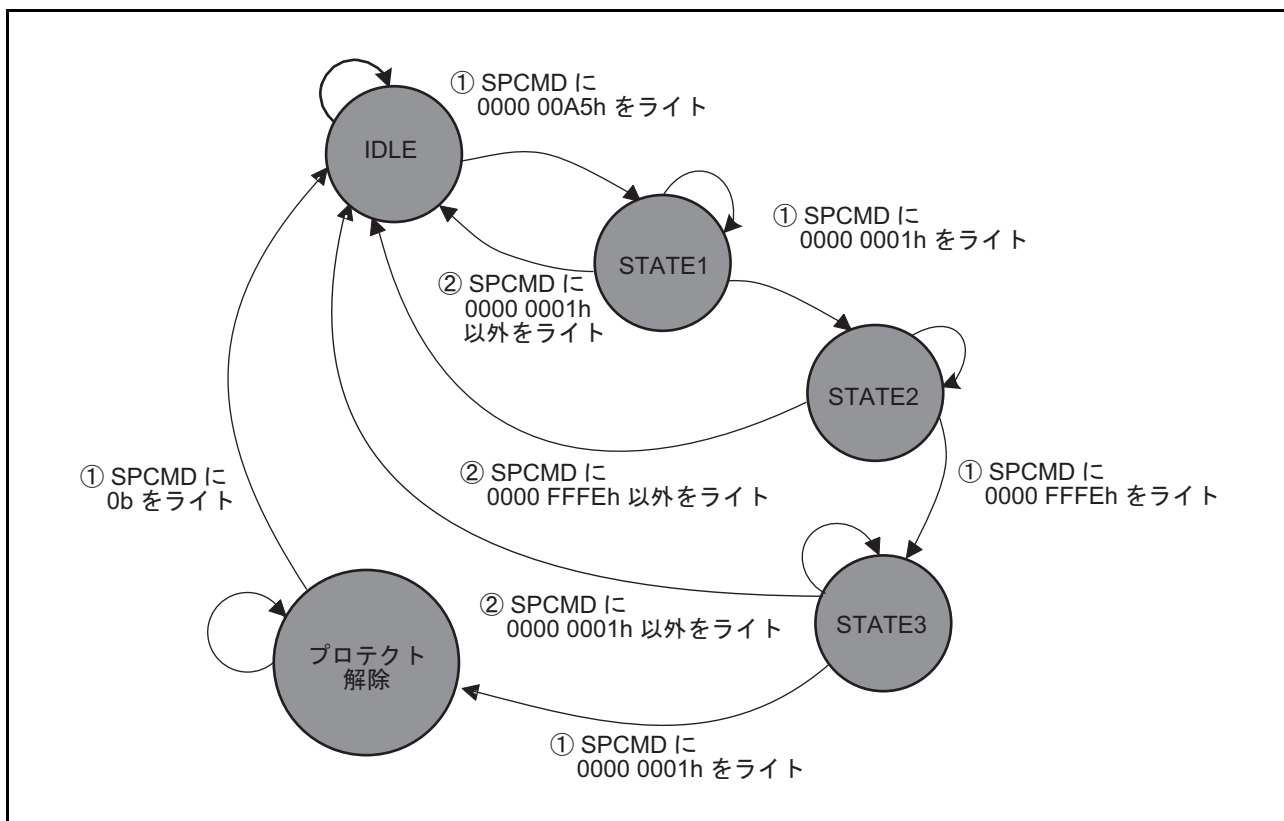 ① SPCMD に
0000 00A5h をライト
IDLE
① SPCMD に
0000 0001h をライト
STATE1
② SPCMD に
0000 0001h
以外をライト
STATE2
② SPCMD に
0000 FFFEh 以外をライト
① SPCMD に
0000 FFFEh をライト
① SPCMD に
0b をライト
② SPCMD に
0000 0001h 以外をライト
STATE3
プロテクト
解除
① SPCMD に
0000 0001h をライト